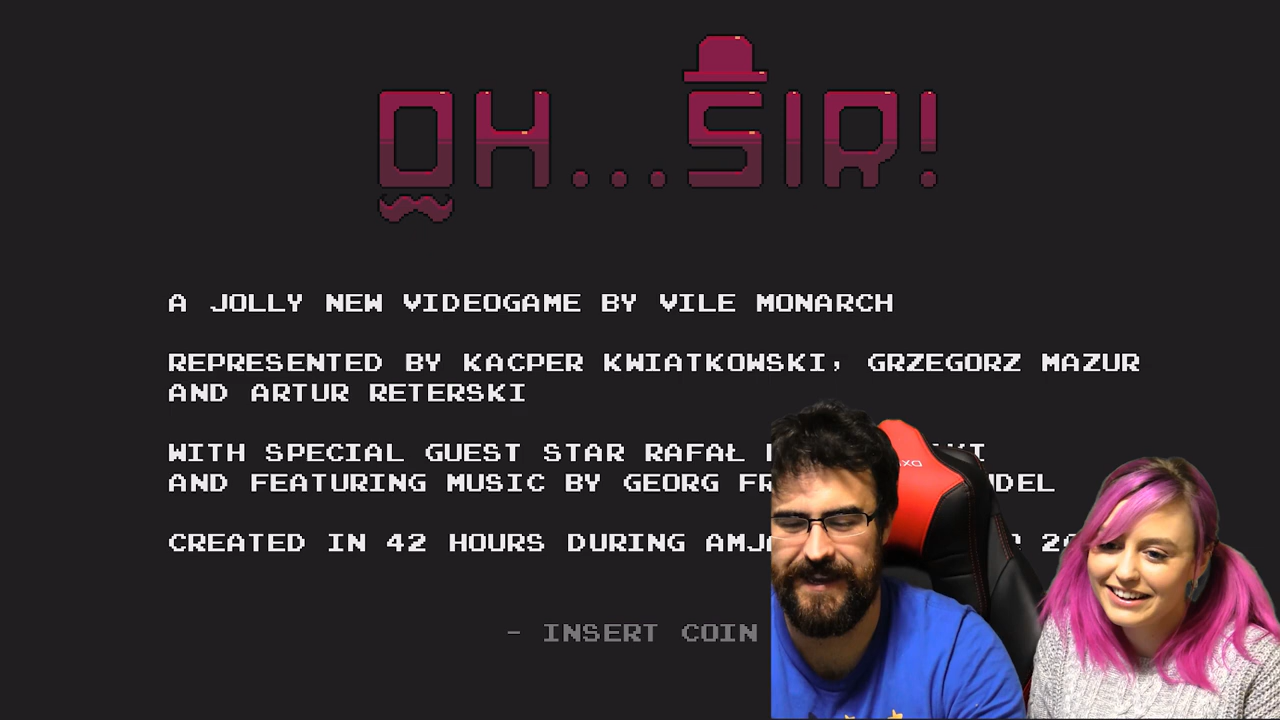 OH...SIR!
A JOLLY NEW VIDEOGAME BY VILE MONARCH
REPRESENTED BY KACPER KWIATKOWSKI, GRZEGORZ MAZUR
AND ARTUR RETERSKI
WITH SPECIAL GUEST STAR RAFAŁ
AND FEATURING MUSIC BY GEORG
CREATED IN 42 HOURS DURING
- INSERT COIN